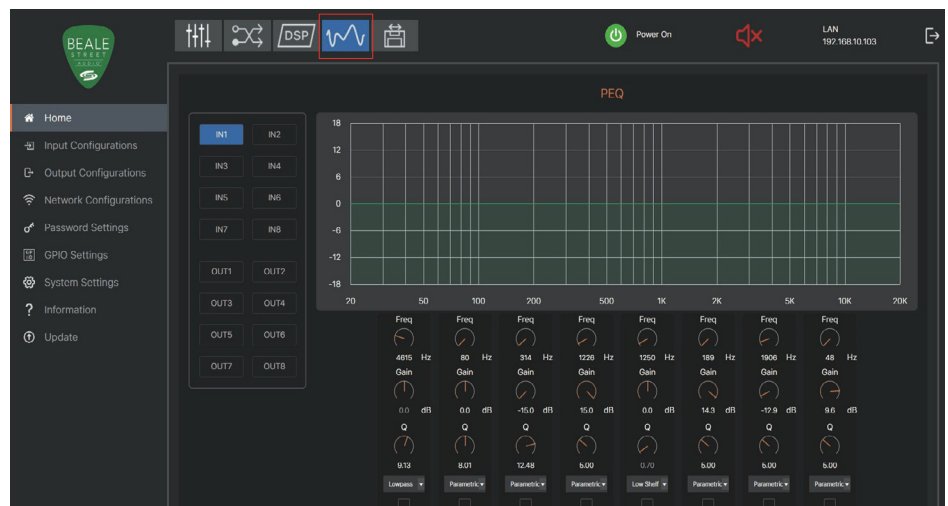 BEALE
STREET
AUDIO
DSP
Power On
LAN
192.168.10.103
Home
Input Configurations
Output Configurations
Network Configurations
Password Settings
GPIO Settings
System Settings
Information
Update
PEQ
IN1 IN2
IN3 IN4
IN5 IN6
IN7 IN8
OUT1 OUT2
OUT3 OUT4
OUT5 OUT6
OUT7 OUT8
18
12
6
0
-6
-12
-18
20 50 100 200 500 1K 2K 5K 10K 20K
Freq Freq Freq Freq Freq Freq Freq Freq
4615 Hz 80 Hz 314 Hz 1226 Hz 1250 Hz 189 Hz 1906 Hz 48 Hz
Gain Gain Gain Gain Gain Gain Gain Gain
0.0 dB 0.0 dB -15.0 dB 15.0 dB 0.0 dB 14.3 dB -12.9 dB 9.6 dB
Q Q Q Q Q Q Q Q
9.13 8.01 12.48 5.00 0.70 5.00 5.00 5.00
Lowpass Parametric Parametric Parametric Low Shelf Parametric Parametric Parametric